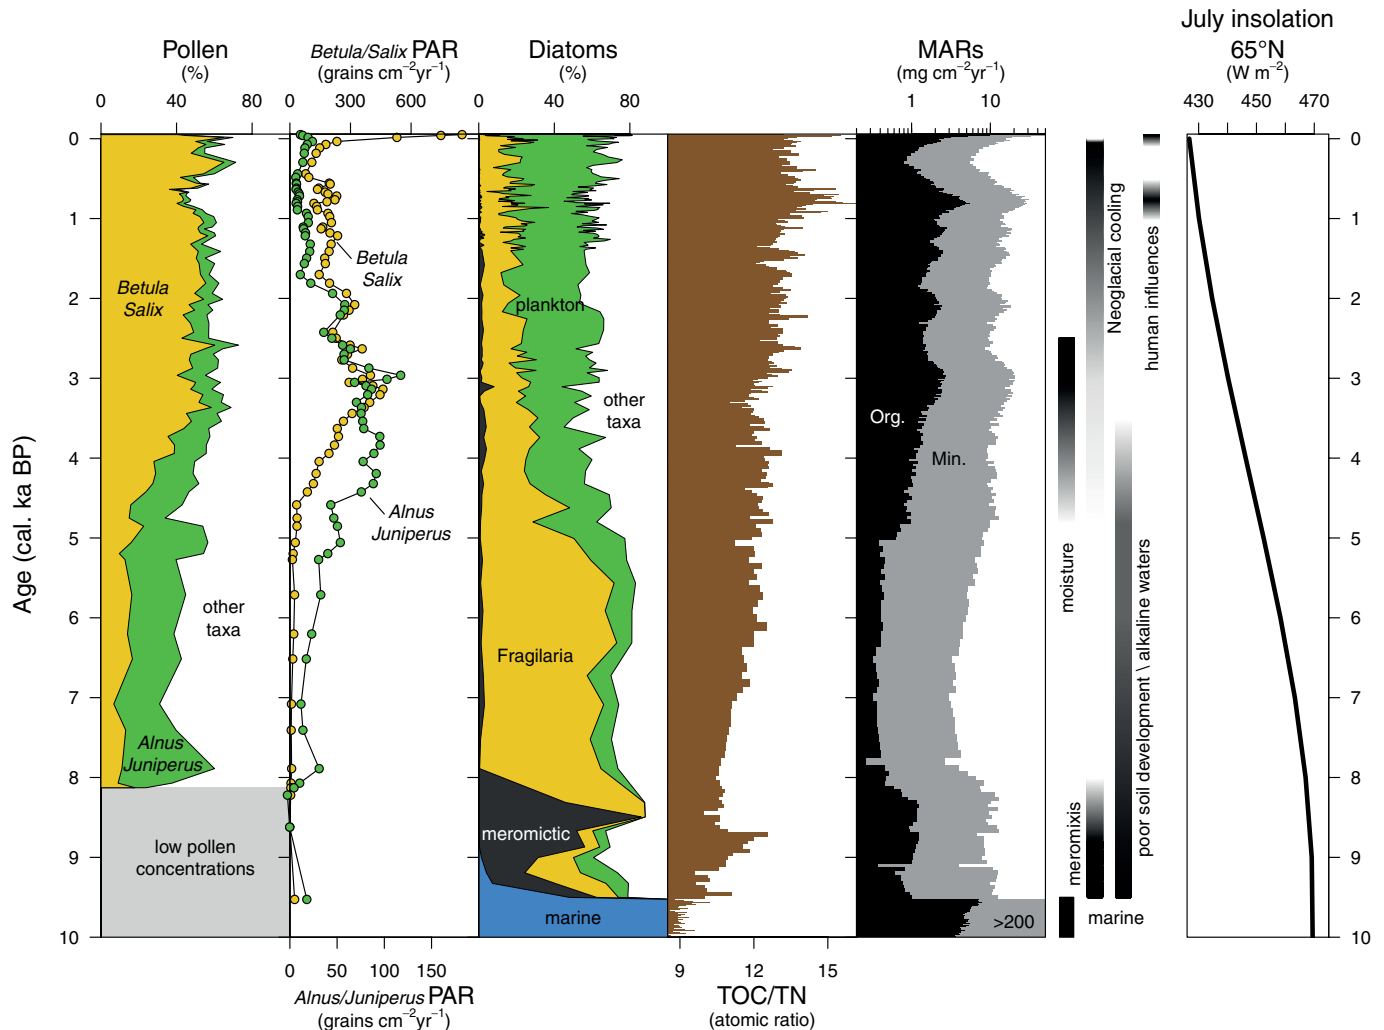 July insolation
65°N
(W m⁻²)
430 450 470
Pollen
(%)
0 40 80
Betula/Salix PAR
(grains cm⁻²yr⁻¹)
0 300 600
Diatoms
(%)
0 20 40 60 80
MARs
(mg cm⁻²yr⁻¹)
1 10
Age (cal. ka BP)
0
1
2
3
4
5
6
7
8
9
10
Betula
Salix
other
taxa
Alnus
Juniperus
low pollen
concentrations
Betula
Salix
Alnus
Juniperus
plankton
other
taxa
Fragilaria
meromictic
marine
Org.
Min.
>200
moisture
meromixis
Neoglacial cooling
human influences
poor soil development \ alkaline waters
marine
0
1
2
3
4
5
6
7
8
9
10
0 50 100 150
Alnus/Juniperus PAR
(grains cm⁻²yr⁻¹)
9 12 15
TOC/TN
(atomic ratio)